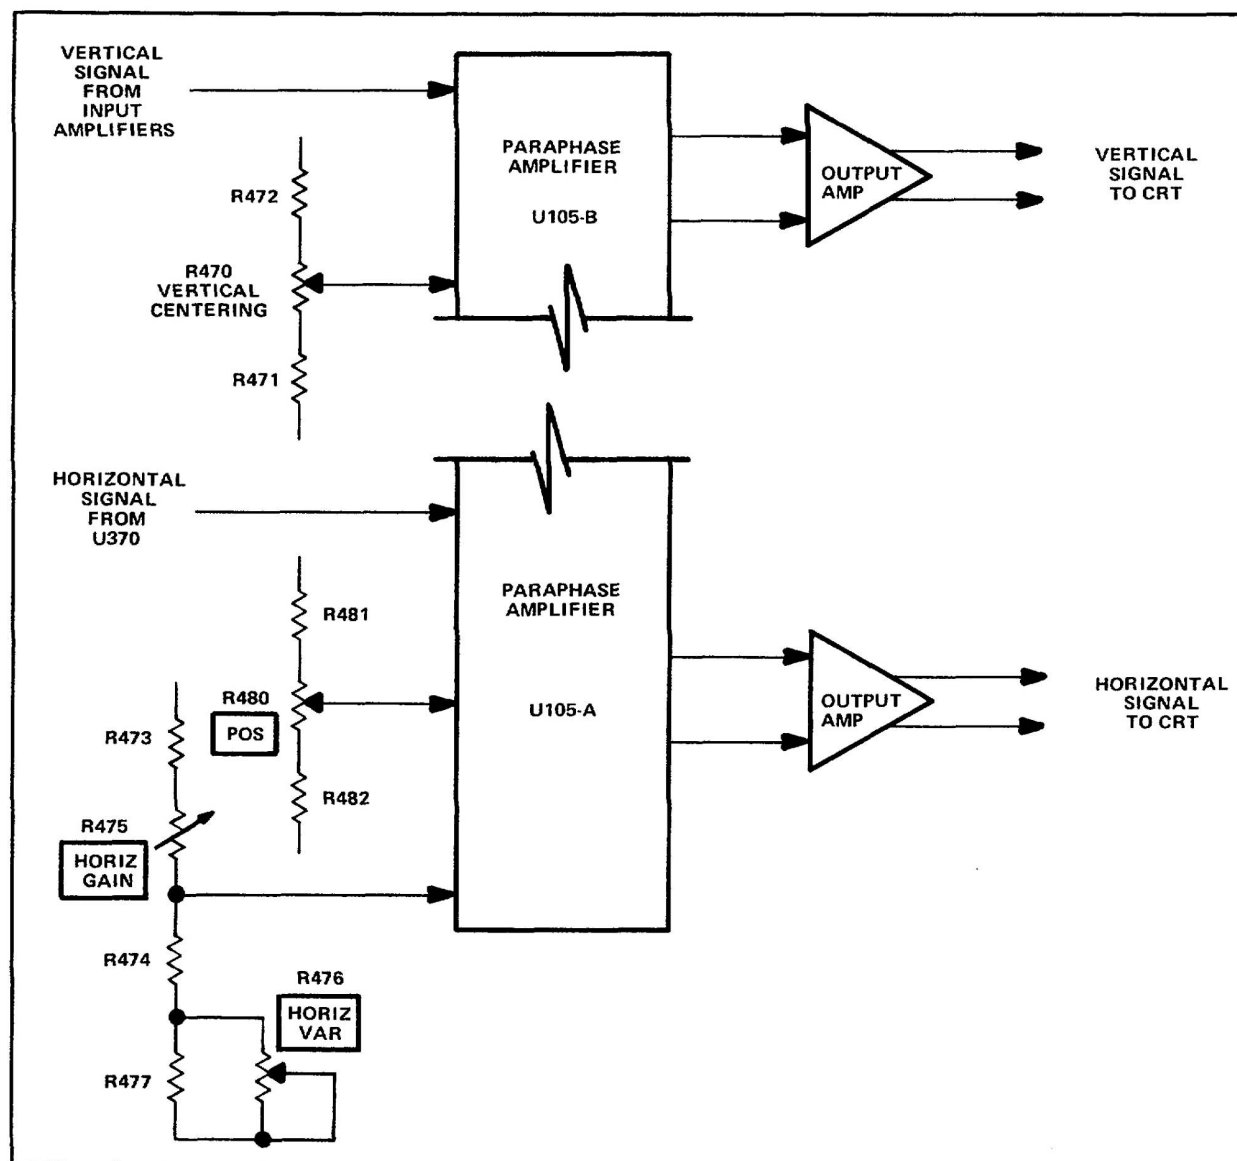 VERTICAL
SIGNAL
FROM
INPUT
AMPLIFIERS
PARAPHASE
AMPLIFIER
U105-B
OUTPUT
AMP
VERTICAL
SIGNAL
TO CRT
R472
R470
VERTICAL
CENTERING
R471
HORIZONTAL
SIGNAL
FROM
U370
PARAPHASE
AMPLIFIER
U105-A
OUTPUT
AMP
HORIZONTAL
SIGNAL
TO CRT
R481
R480
POS
R482
R473
R475
HORIZ
GAIN
R474
R476
HORIZ
VAR
R477